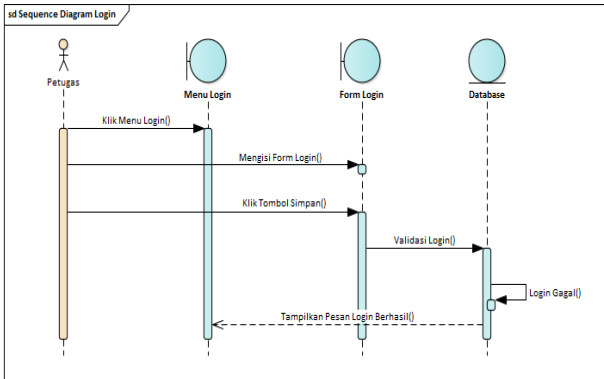 sd Sequence Diagram Login
Petugas
Menu Login
Form Login
Database
Klik Menu Login()
Mengisi Form Login()
Klik Tombol Simpan()
Validasi Login()
Login Gagal()
Tampilkan Pesan Login Berhasil()